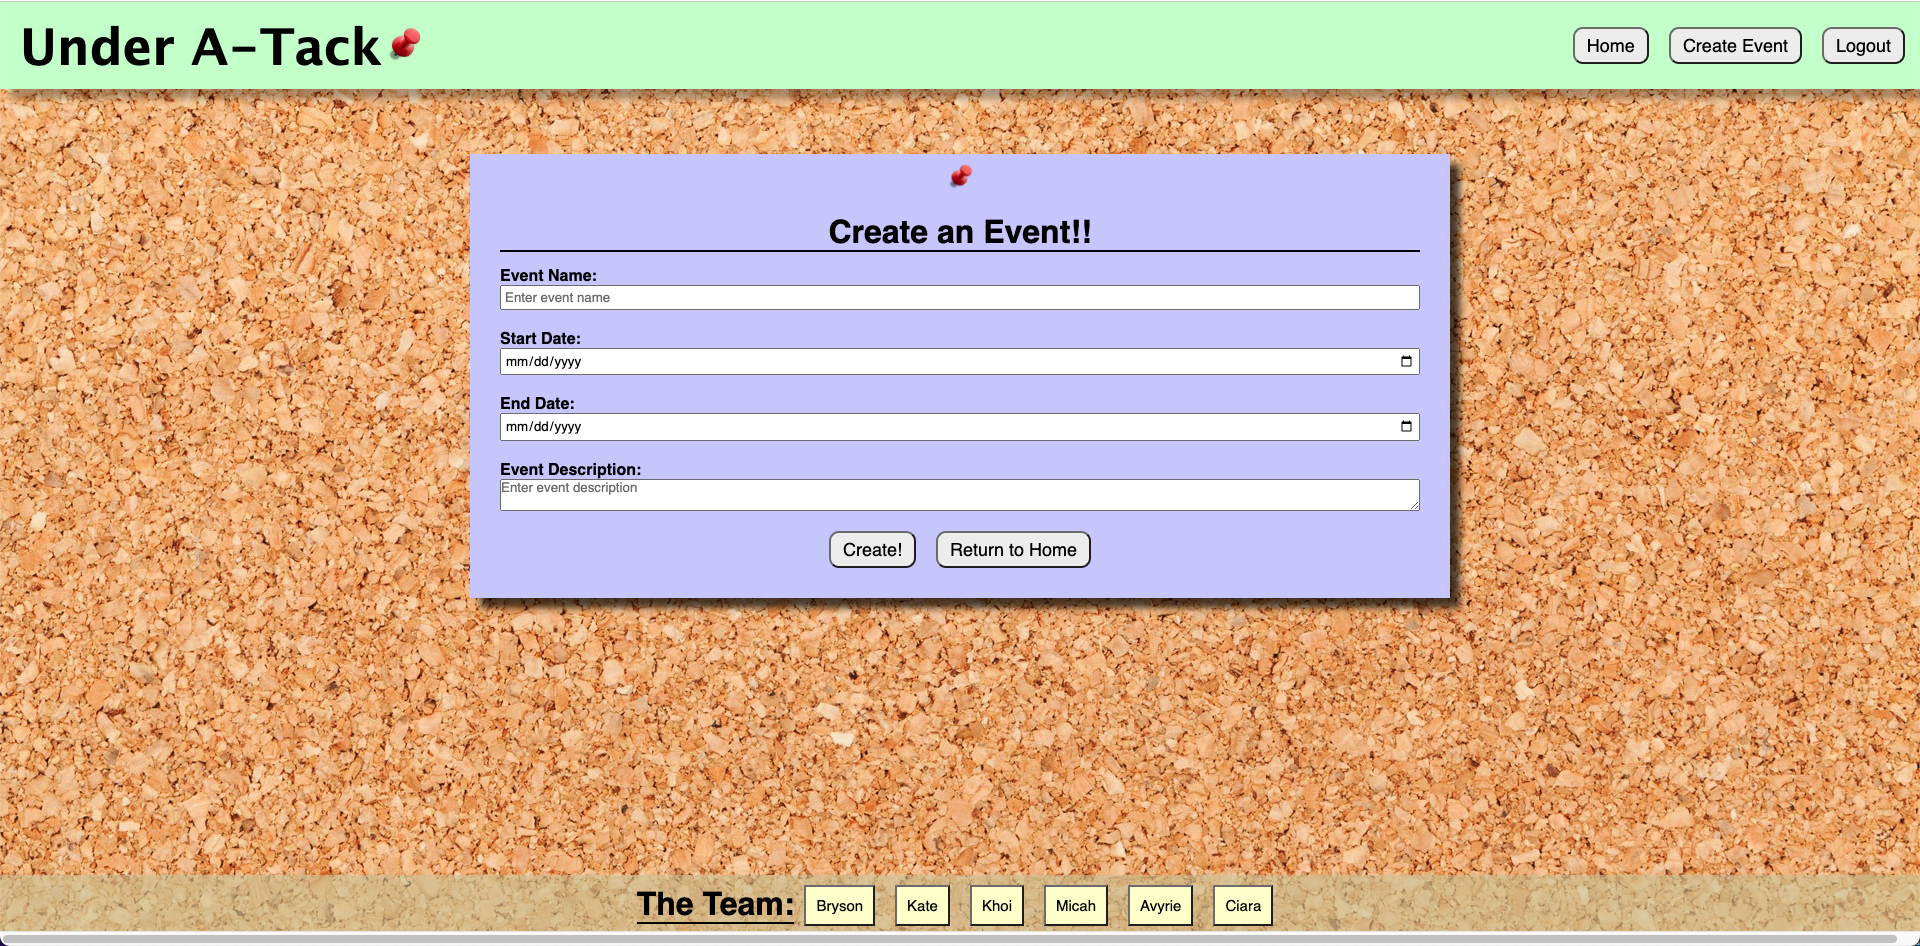 Under A-Tack
Home
Create Event
Logout
Create an Event!!
Event Name:
Enter event name
Start Date:
mm/dd/yyyy
End Date:
mm/dd/yyyy
Event Description:
Enter event description
Create!
Return to Home
The Team:
Bryson
Kate
Khoi
Micah
Avyrie
Ciara